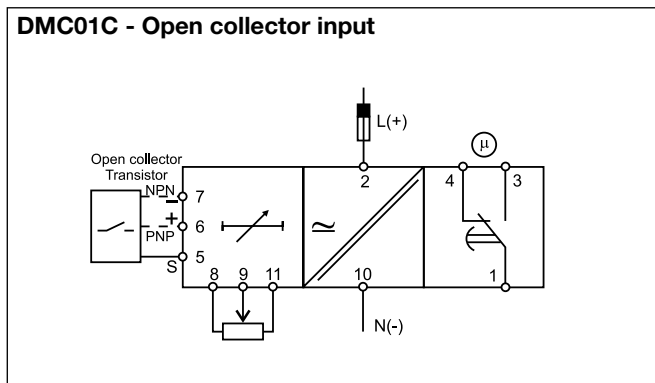 DMC01C - Open collector input
L(+)
μ
Open collector
Transistor
2
4
3
NPN
−
7
+
6
PNP
≃
S
5
1
8
9
11
10
N(-)